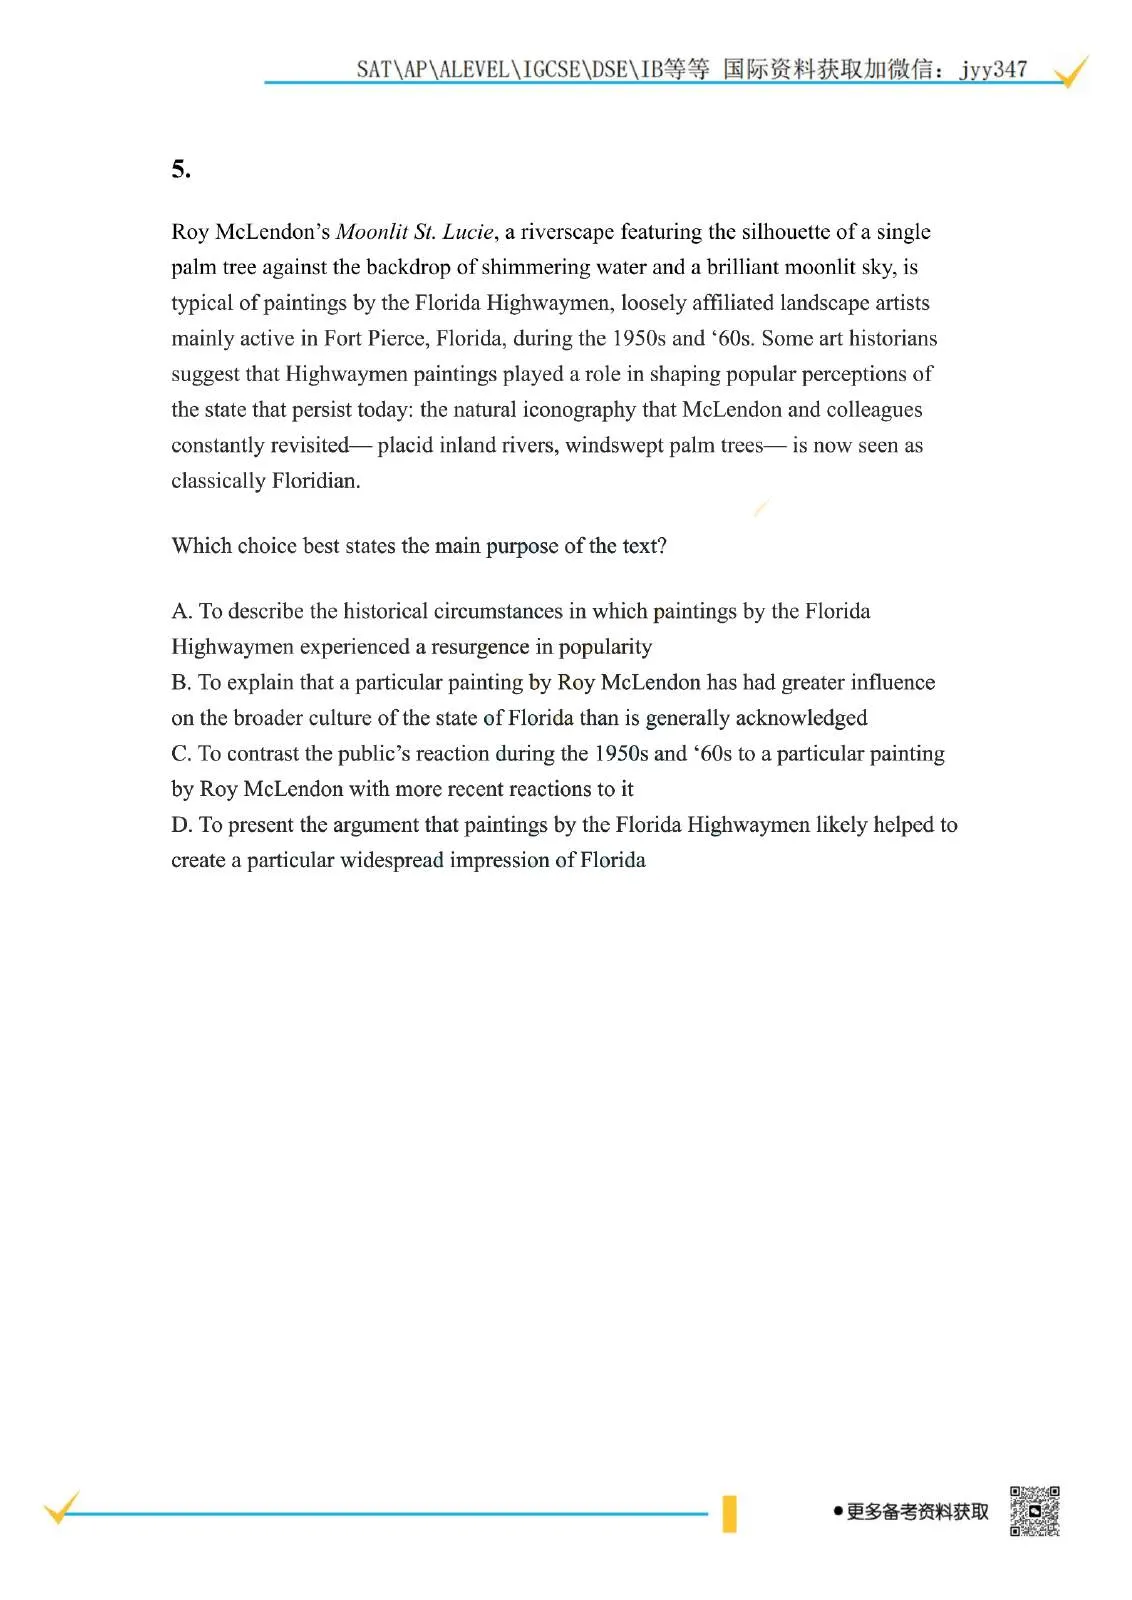 SAT\AP\ALEVEL\IGCSE\DSE\IB等等 国际资料获取加微信：jyy347
5.
Roy McLendon’s Moonlit St. Lucie, a riverscape featuring the silhouette of a single
palm tree against the backdrop of shimmering water and a brilliant moonlit sky, is
typical of paintings by the Florida Highwaymen, loosely affiliated landscape artists
mainly active in Fort Pierce, Florida, during the 1950s and ‘60s. Some art historians
suggest that Highwaymen paintings played a role in shaping popular perceptions of
the state that persist today: the natural iconography that McLendon and colleagues
constantly revisited— placid inland rivers, windswept palm trees— is now seen as
classically Floridian.
Which choice best states the main purpose of the text?
A. To describe the historical circumstances in which paintings by the Florida
Highwaymen experienced a resurgence in popularity
B. To explain that a particular painting by Roy McLendon has had greater influence
on the broader culture of the state of Florida than is generally acknowledged
C. To contrast the public’s reaction during the 1950s and ‘60s to a particular painting
by Roy McLendon with more recent reactions to it
D. To present the argument that paintings by the Florida Highwaymen likely helped to
create a particular widespread impression of Florida
●更多备考资料获取